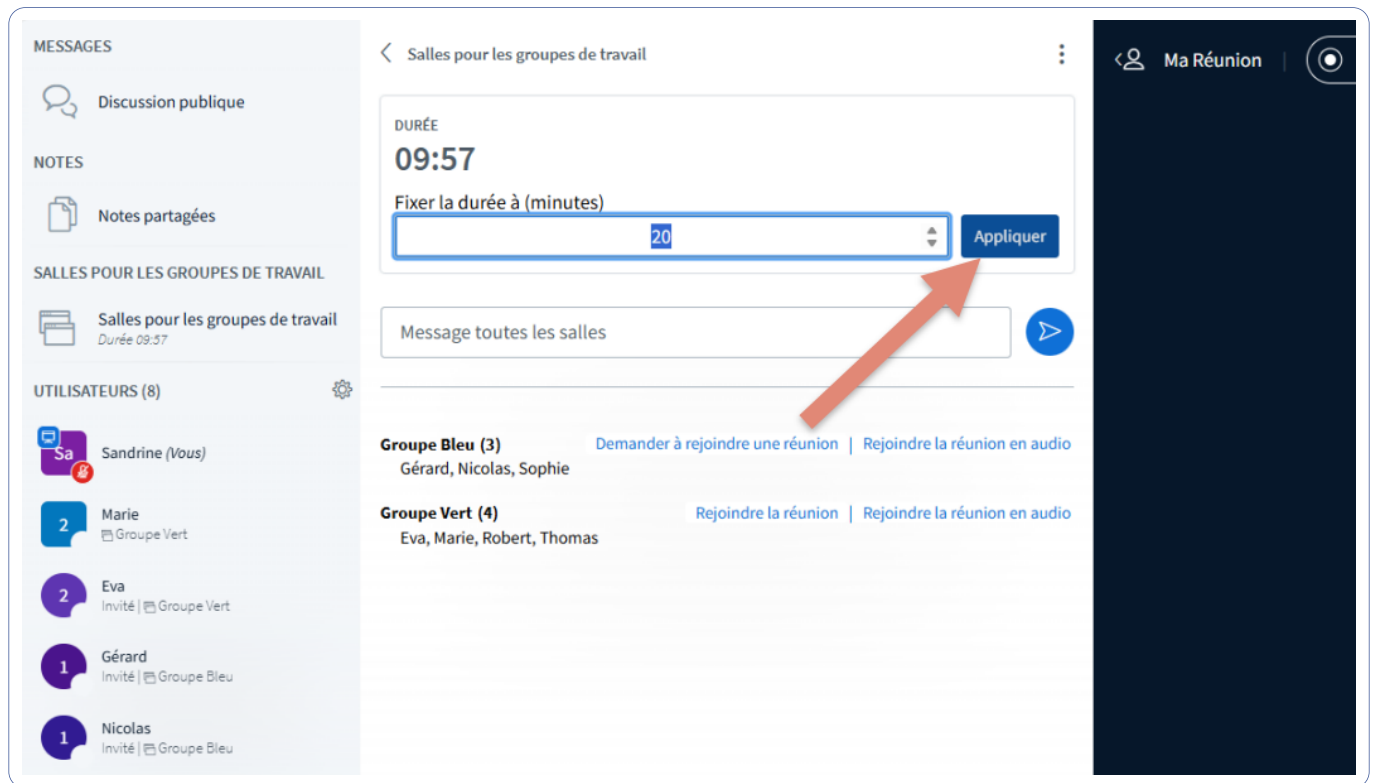 MESSAGES
Discussion publique
NOTES
Notes partagées
SALLES POUR LES GROUPES DE TRAVAIL
Salles pour les groupes de travail
Durée 09:57
UTILISATEURS (8)
Sa
Sandrine (Vous)
2
Marie
Groupe Vert
2
Eva
Invité | Groupe Vert
1
Gérard
Invité | Groupe Bleu
1
Nicolas
Invité | Groupe Bleu
Salles pour les groupes de travail
DURÉE
09:57
Fixer la durée à (minutes)
20
Appliquer
Message toutes les salles
Groupe Bleu (3) Demander à rejoindre une réunion | Rejoindre la réunion en audio
Gérard, Nicolas, Sophie
Groupe Vert (4) Rejoindre la réunion | Rejoindre la réunion en audio
Eva, Marie, Robert, Thomas
Ma Réunion